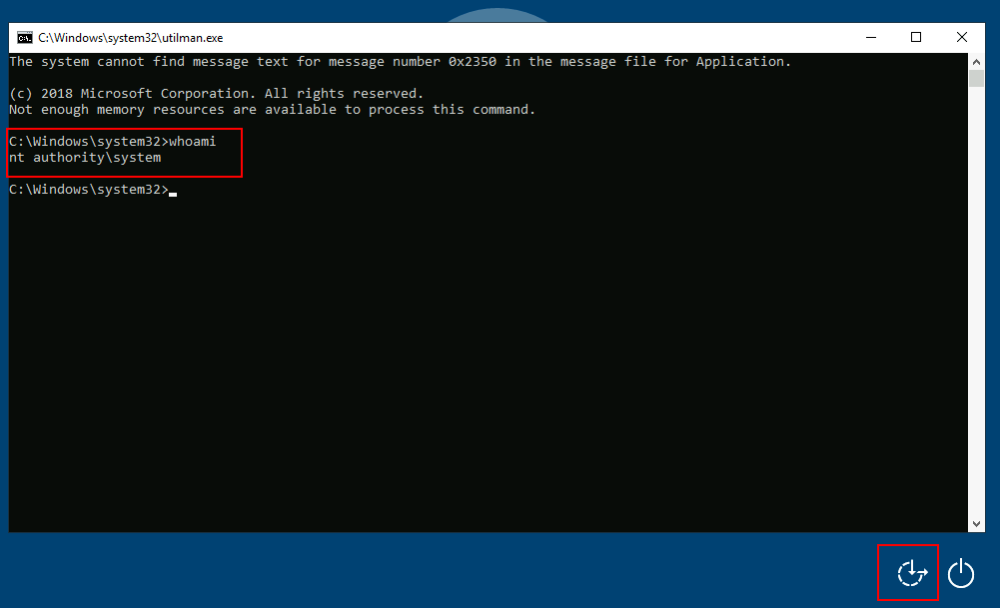 C:\Windows\system32\utilman.exe
The system cannot find message text for message number 0x2350 in the message file for Application.
(c) 2018 Microsoft Corporation. All rights reserved.
Not enough memory resources are available to process this command.
C:\Windows\system32>whoami
nt authority\system
C:\Windows\system32>